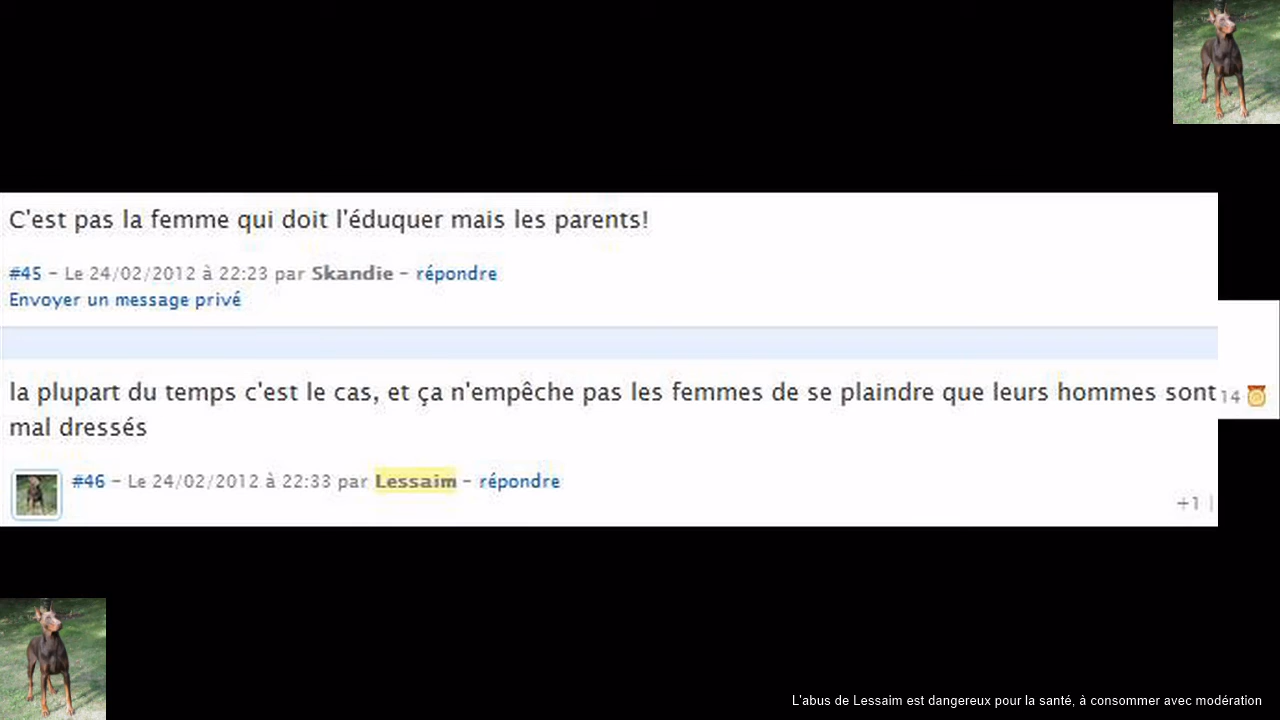 C'est pas la femme qui doit l'éduquer mais les parents!
#45 – Le 24/02/2012 à 22:23 par Skandie – répondre
Envoyer un message privé
la plupart du temps c'est le cas, et ça n'empêche pas les femmes de se plaindre que leurs hommes sont
14
mal dressés
#46 – Le 24/02/2012 à 22:33 par Lessaim – répondre
+1 |
L'abus de Lessaim est dangereux pour la santé, à consommer avec modération